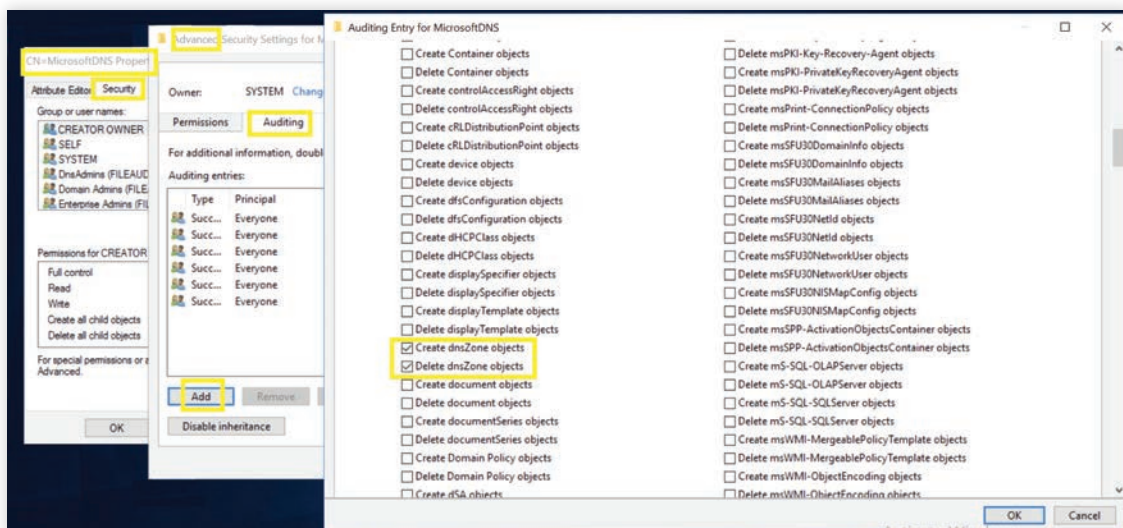 CN=MicrosoftDNS Propert
Attribute Editor
Security
Group or user names:
CREATOR OWNER
SELF
SYSTEM
DnsAdmins (FILEAUD
Domain Admins (FILE
Enterprise Admins (FIL
Permissions for CREATOR
Full control
Read
Write
Create all child objects
Delete all child objects
For special permissions or a
Advanced.
OK
Advanced Security Settings for M
Owner: SYSTEM Chang
Permissions Auditing
For additional information, doubl
Auditing entries:
Type Principal
Succ... Everyone
Succ... Everyone
Succ... Everyone
Succ... Everyone
Succ... Everyone
Succ... Everyone
Add Remove
Disable inheritance
Auditing Entry for MicrosoftDNS
Create Container objects
Delete Container objects
Create controlAccessRight objects
Delete controlAccessRight objects
Create cRLDistributionPoint objects
Delete cRLDistributionPoint objects
Create device objects
Delete device objects
Create dfsConfiguration objects
Delete dfsConfiguration objects
Create dHCPClass objects
Delete dHCPClass objects
Create displaySpecifier objects
Delete displaySpecifier objects
Create displayTemplate objects
Delete displayTemplate objects
Create dnsZone objects
Delete dnsZone objects
Create document objects
Delete document objects
Create documentSeries objects
Delete documentSeries objects
Create Domain Policy objects
Delete Domain Policy objects
Create dSA objects
Delete msPKI-Key-Recovery-Agent objects
Create msPKI-PrivateKeyRecoveryAgent objects
Delete msPKI-PrivateKeyRecoveryAgent objects
Create msPrint-ConnectionPolicy objects
Delete msPrint-ConnectionPolicy objects
Create msSFU30DomainInfo objects
Delete msSFU30DomainInfo objects
Create msSFU30MailAliases objects
Delete msSFU30MailAliases objects
Create msSFU30NetId objects
Delete msSFU30NetId objects
Create msSFU30NetworkUser objects
Delete msSFU30NetworkUser objects
Create msSFU30NISMapConfig objects
Delete msSFU30NISMapConfig objects
Create msSPP-ActivationObjectsContainer objects
Delete msSPP-ActivationObjectsContainer objects
Create mS-SQL-OLAPServer objects
Delete mS-SQL-OLAPServer objects
Create mS-SQL-SQLServer objects
Delete mS-SQL-SQLServer objects
Create msWMI-MergeablePolicyTemplate objects
Delete msWMI-MergeablePolicyTemplate objects
Create msWMI-ObjectEncoding objects
Delete msWMI-ObjectEncoding objects
OK Cancel